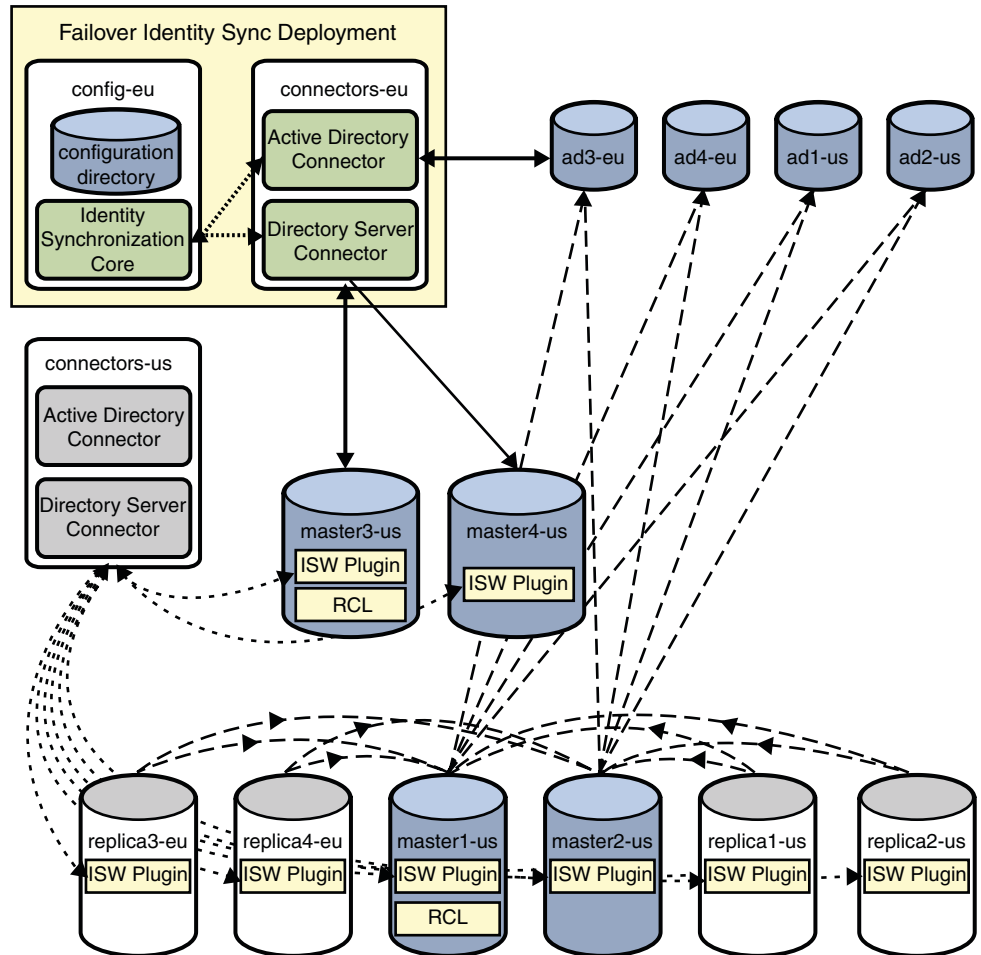 Failover Identity Sync Deployment
config-eu
configuration
directory
Identity
Synchronization
Core
connectors-eu
Active Directory
Connector
Directory Server
Connector
ad3-eu
ad4-eu
ad1-us
ad2-us
connectors-us
Active Directory
Connector
Directory Server
Connector
master3-us
ISW Plugin
RCL
master4-us
ISW Plugin
replica3-eu
ISW Plugin
replica4-eu
ISW Plugin
master1-us
ISW Plugin
RCL
master2-us
ISW Plugin
replica1-us
ISW Plugin
replica2-us
ISW Plugin